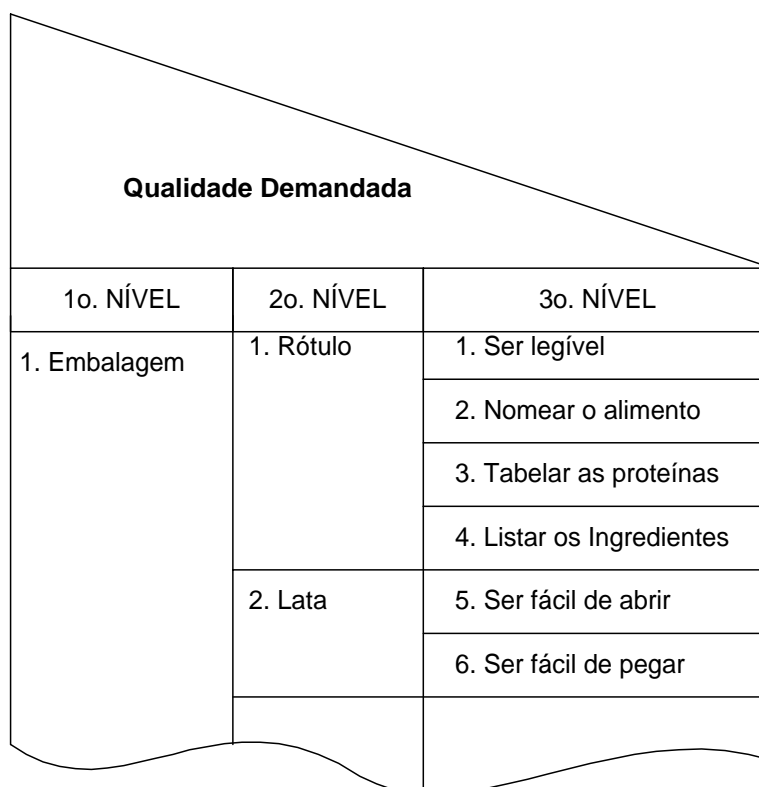 Qualidade Demandada
1o. NÍVEL 2o. NÍVEL 3o. NÍVEL
1. Embalagem 1. Rótulo 1. Ser legível
2. Nomear o alimento
3. Tabelar as proteínas
4. Listar os Ingredientes
2. Lata 5. Ser fácil de abrir
6. Ser fácil de pegar